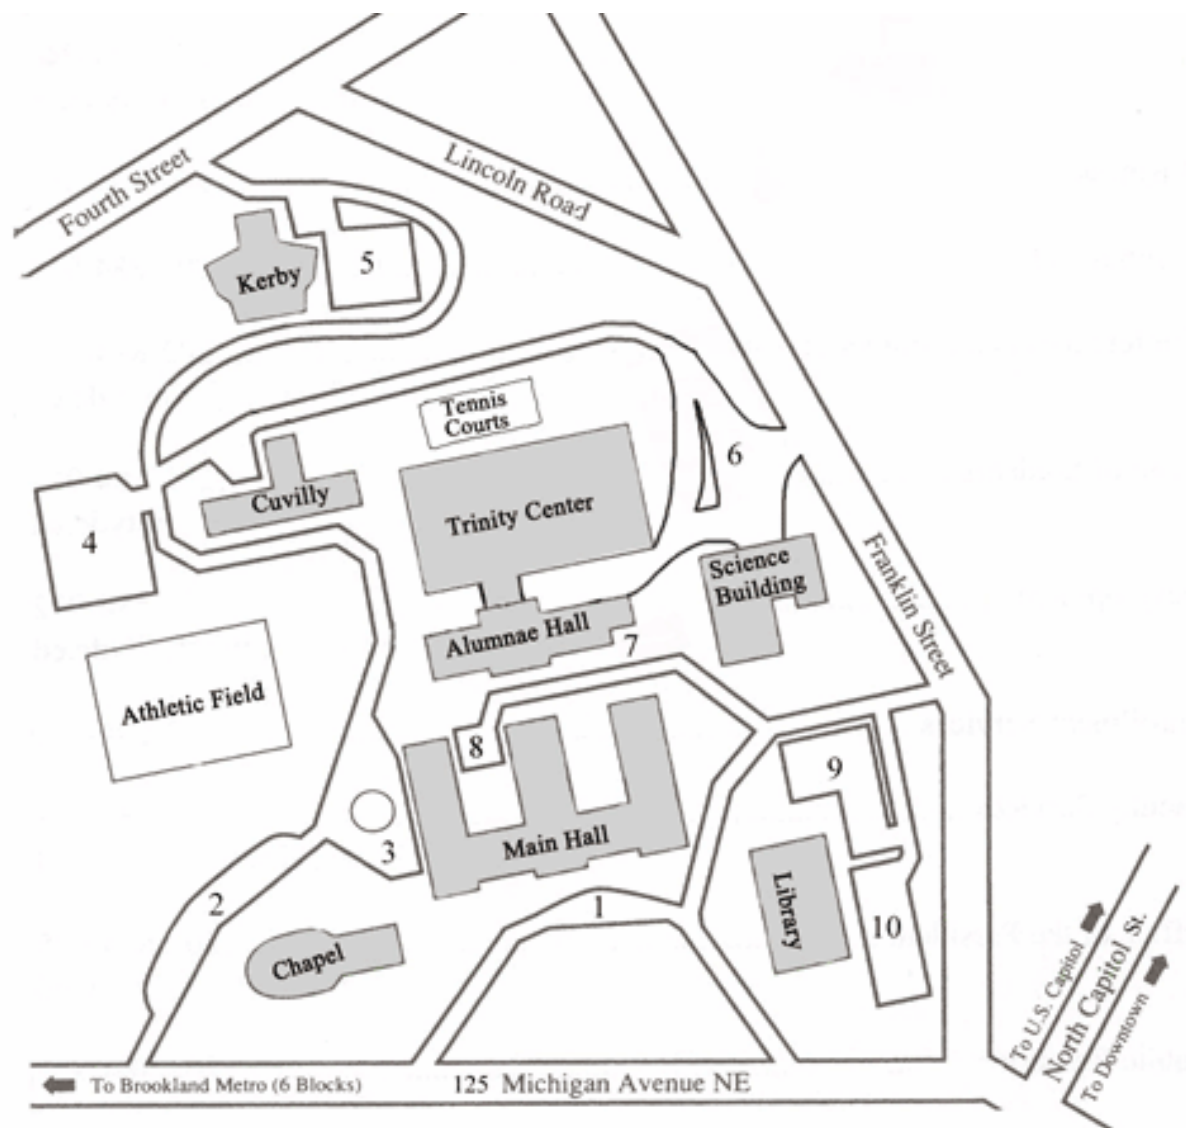 Fourth Street
Lincoln Road
Kerby
5
Tennis
Courts
6
Cuvilly
Trinity Center
4
Science
Building
Franklin Street
Alumnae Hall
7
Athletic Field
8
9
Main Hall
3
Library
2
1
10
Chapel
To U.S. Capitol
North Capitol St.
To Downtown
To Brookland Metro (6 Blocks)
125 Michigan Avenue NE